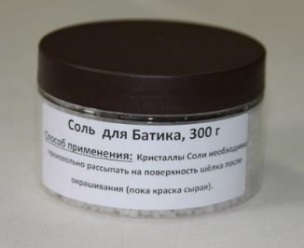 Соль для Батика, 300 г
Способ применения: Кристаллы Соли необходимо
произвольно рассыпать на поверхность шёлка после
окрашивания (пока краска сырая).